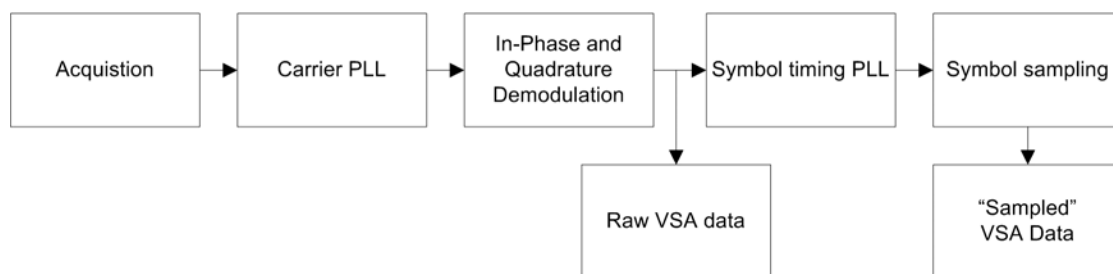 Acquistion
Carrier PLL
In-Phase and
Quadrature
Demodulation
Symbol timing PLL
Symbol sampling
Raw VSA data
“Sampled”
VSA Data